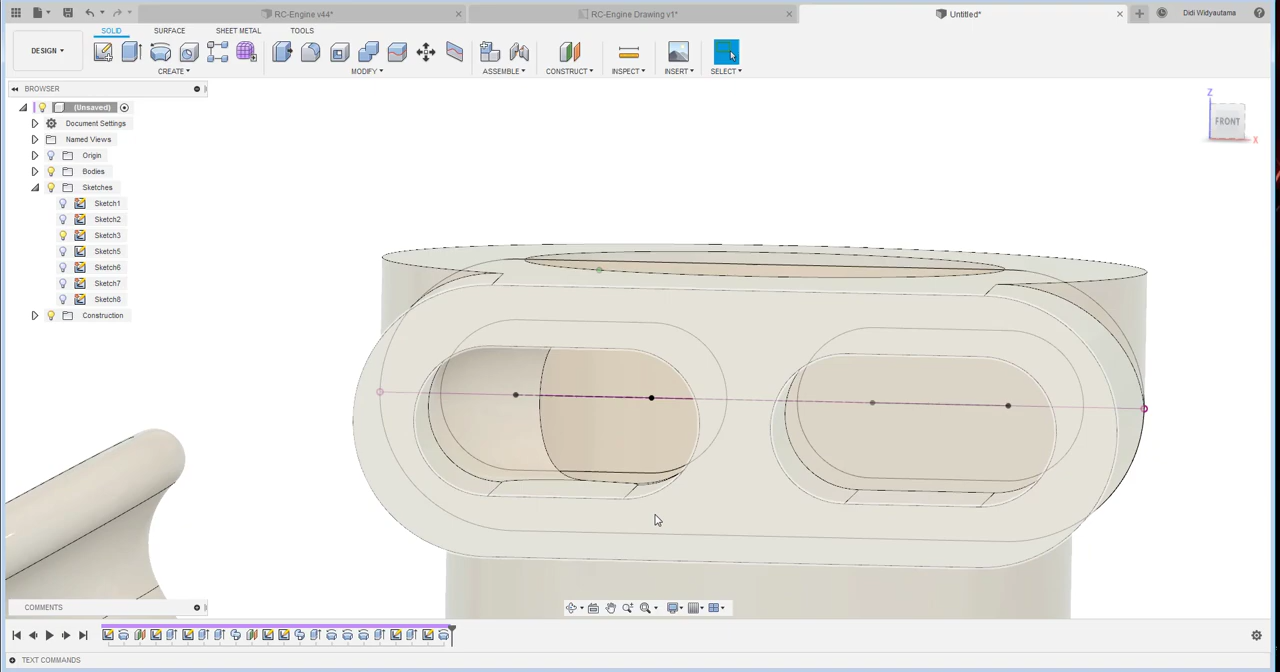 RC-Engine v44*
RC-Engine Drawing v1*
Untitled*
Didi Widyautama
SOLID SURFACE SHEET METAL TOOLS
DESIGN
CREATE MODIFY ASSEMBLE CONSTRUCT INSPECT INSERT SELECT
BROWSER
(Unsaved)
Document Settings
Named Views
Origin
Bodies
Sketches
Sketch1
Sketch2
Sketch3
Sketch5
Sketch6
Sketch7
Sketch8
Construction
Z
FRONT
X
COMMENTS
TEXT COMMANDS